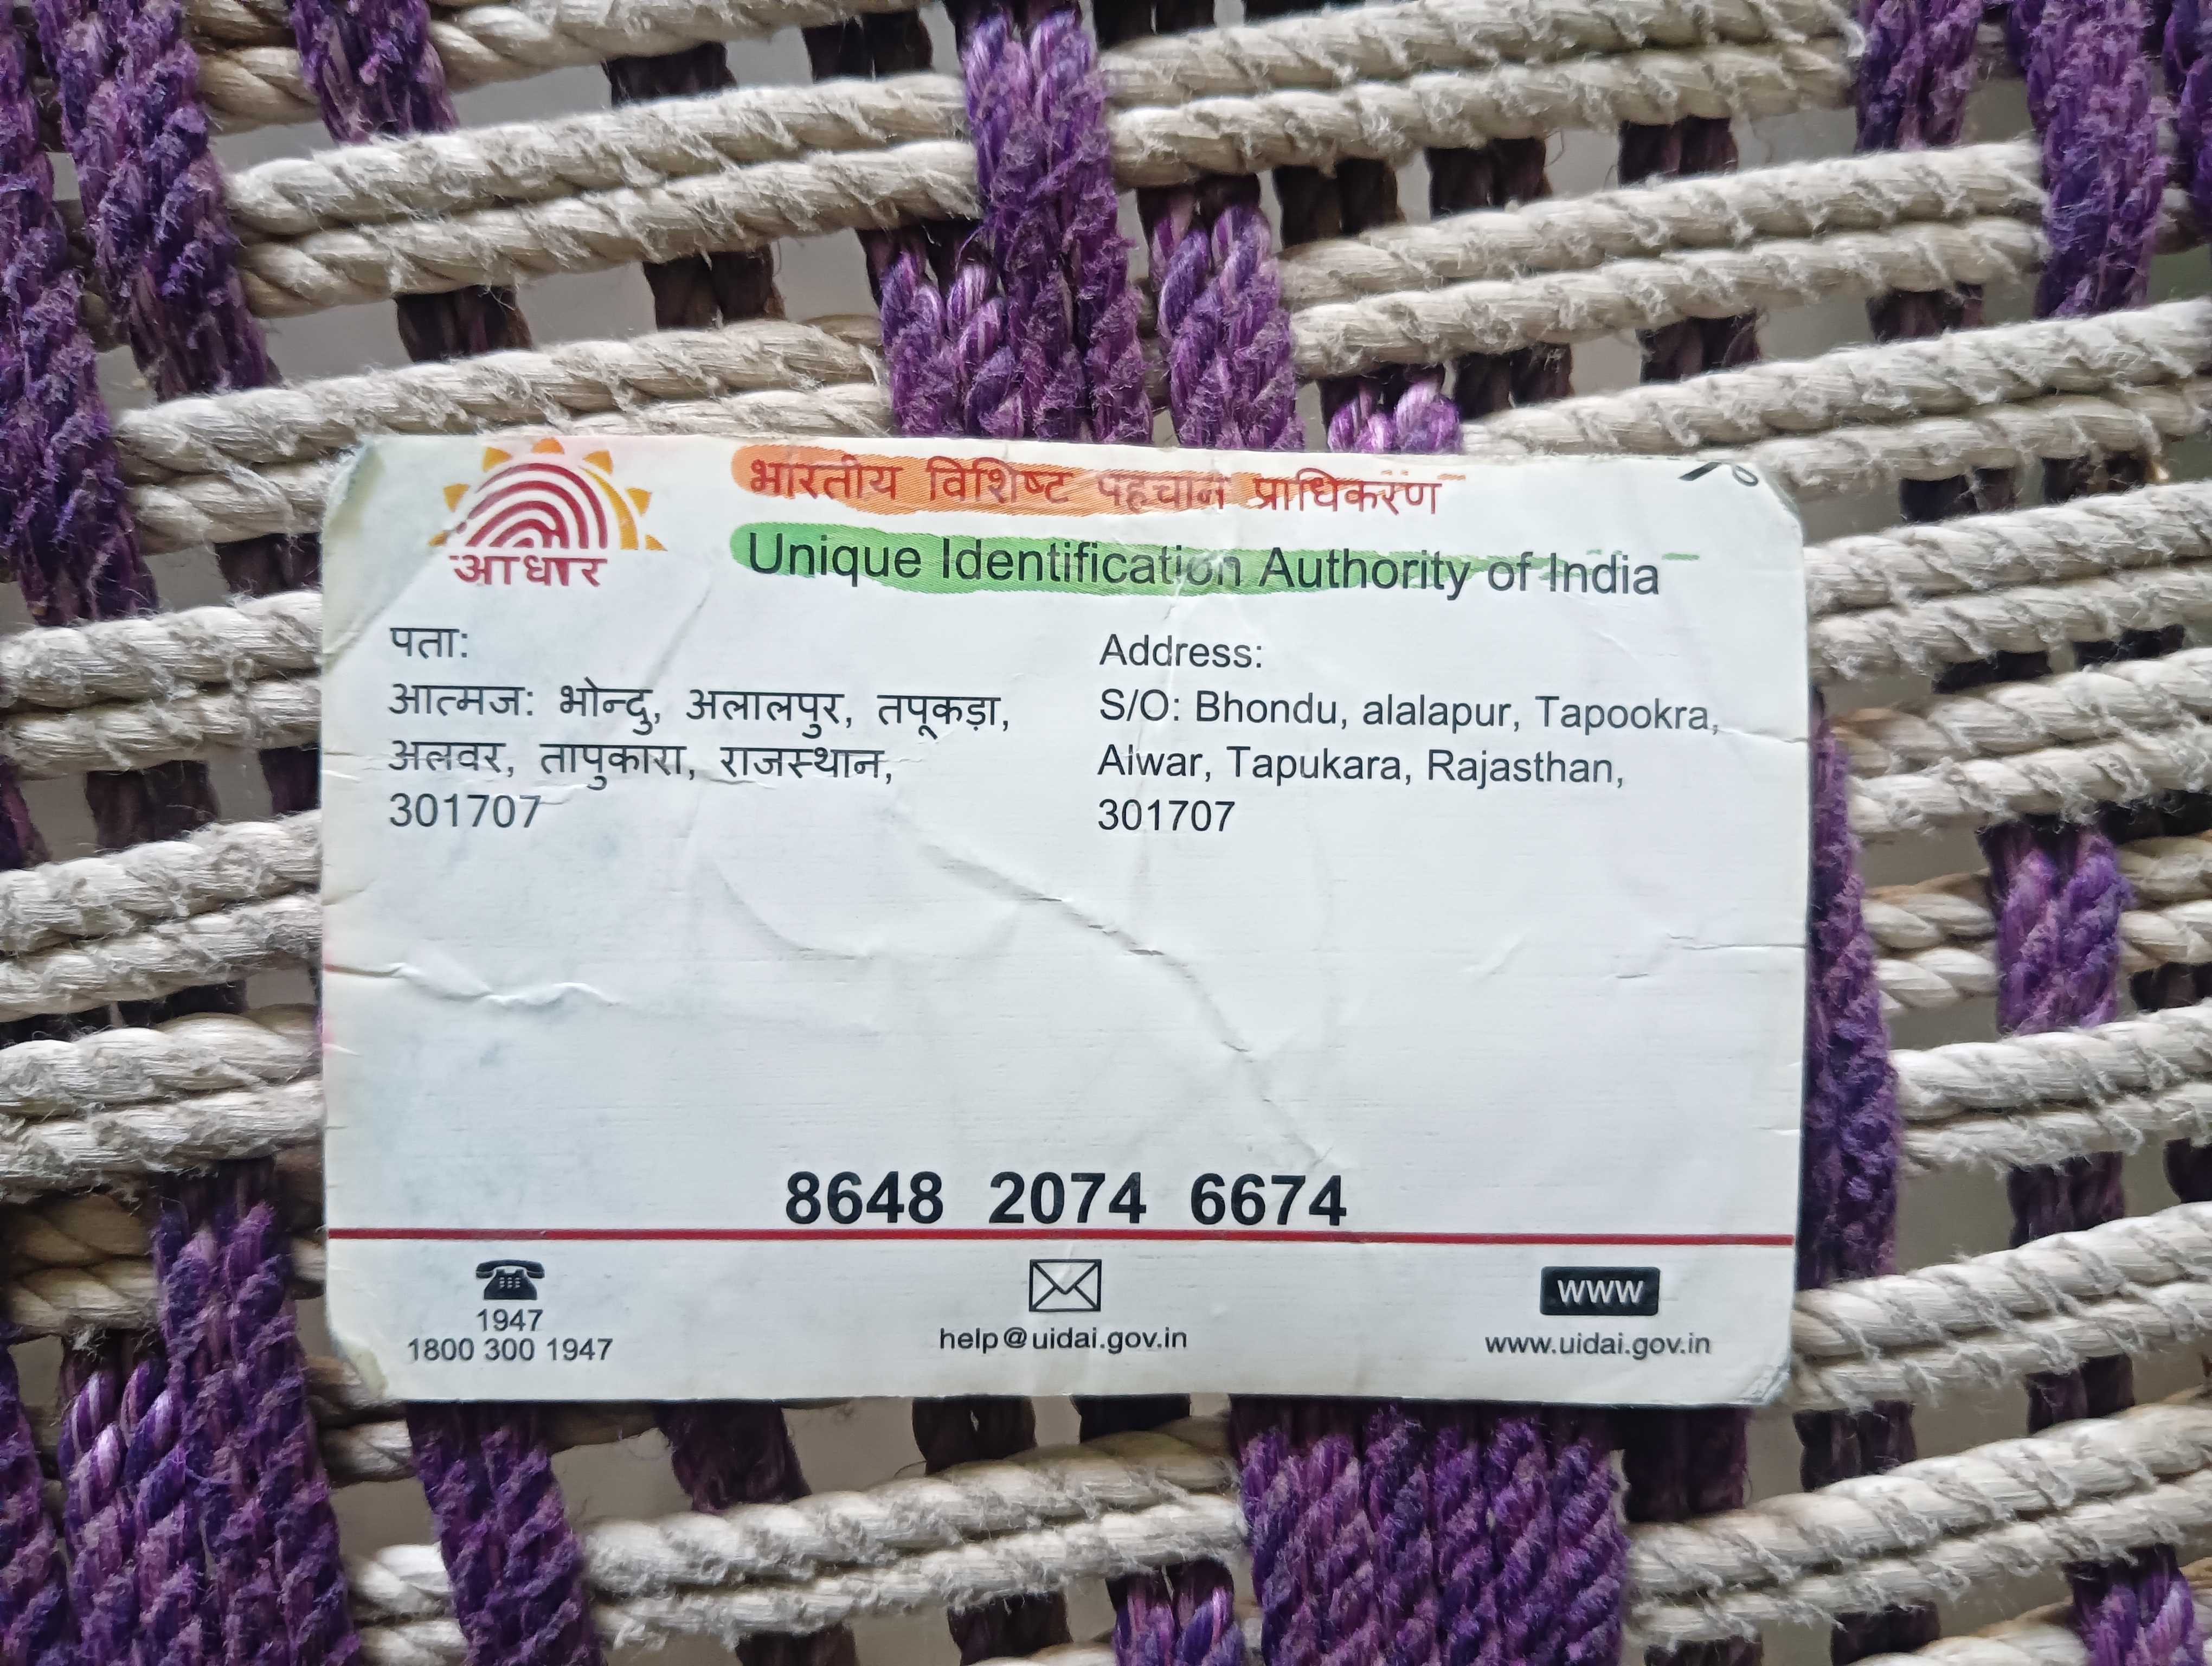 आधार
भारतीय विशिष्ट पहचान प्राधिकरण
Unique Identification Authority of India
पता:
आत्मज: भोन्दु, अलालपुर, तपूकड़ा,
अलवर, तापुकारा, राजस्थान,
301707
Address:
S/O: Bhondu, alalapur, Tapookra,
Alwar, Tapukara, Rajasthan,
301707
8648 2074 6674
1947
1800 300 1947
help@uidai.gov.in
www
www.uidai.gov.in